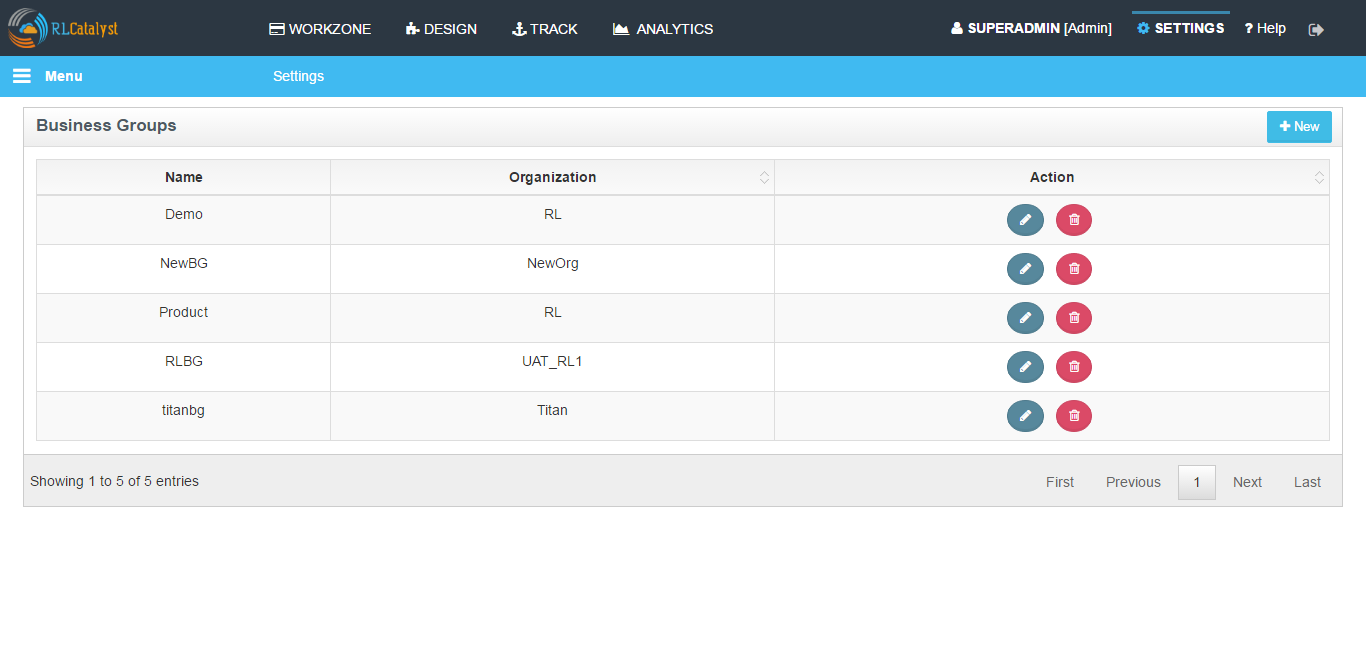 RLCatalyst WORKZONE DESIGN TRACK ANALYTICS SUPERADMIN [Admin] SETTINGS ? Help
Menu Settings
Business Groups New
Name Organization Action
Demo RL
NewBG NewOrg
Product RL
RLBG UAT_RL1
titanbg Titan
Showing 1 to 5 of 5 entries First Previous 1 Next Last